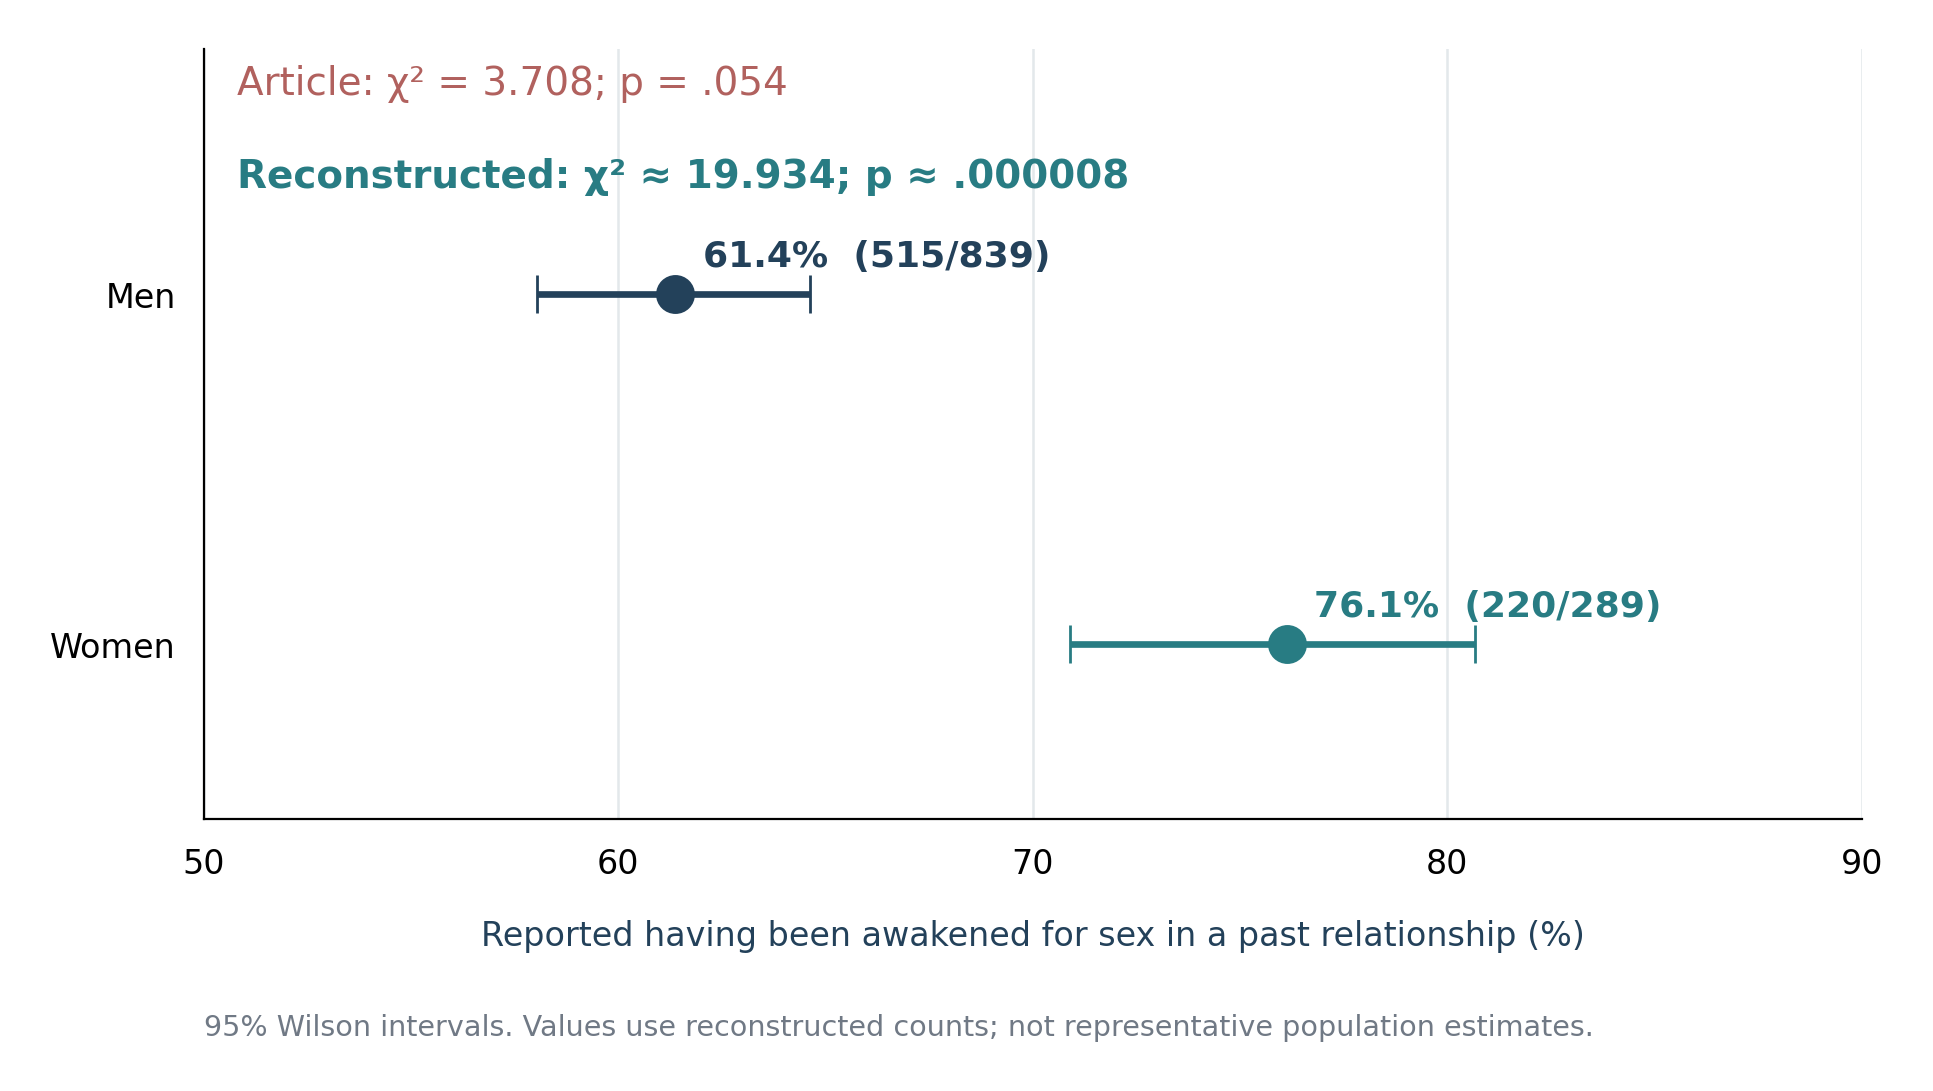 Article: χ² = 3.708; p = .054
Reconstructed: χ² ≈ 19.934; p ≈ .000008
61.4%  (515/839)
Men
76.1%  (220/289)
Women
50 60 70 80 90
Reported having been awakened for sex in a past relationship (%)
95% Wilson intervals. Values use reconstructed counts; not representative population estimates.